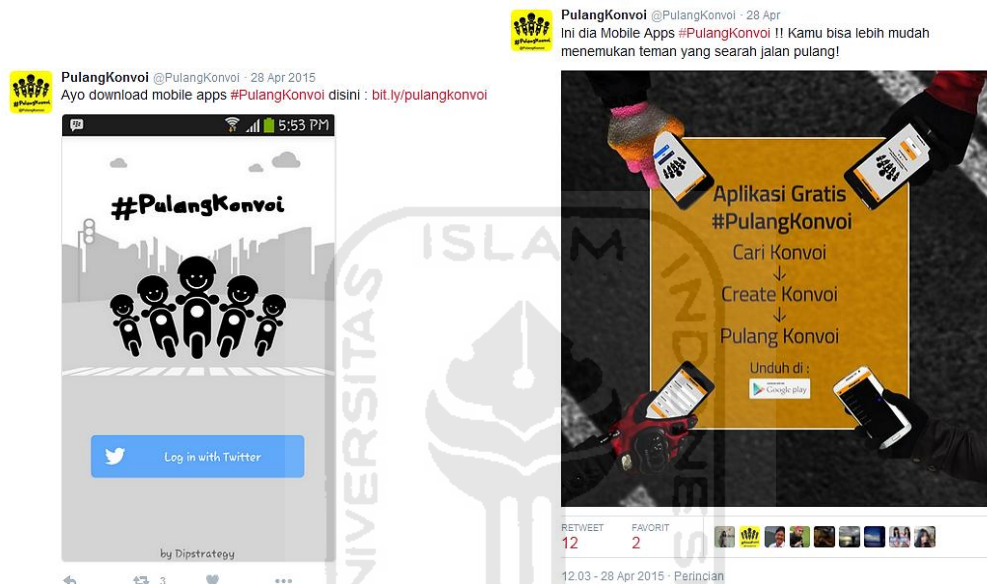 PulangKonvoi @PulangKonvoi · 28 Apr 2015
Ayo download mobile apps #PulangKonvoi disini : bit.ly/pulangkonvoi
5:53 PM
#PulangKonvoi
Log in with Twitter
by Dipstrategy
3
PulangKonvoi @PulangKonvoi · 28 Apr
Ini dia Mobile Apps #PulangKonvoi !! Kamu bisa lebih mudah
menemukan teman yang searah jalan pulang!
Aplikasi Gratis
#PulangKonvoi
Cari Konvoi
Create Konvoi
Pulang Konvoi
Unduh di :
Google play
RETWEET
FAVORIT
12
2
12.03 - 28 Apr 2015 · Perincian
UNIVERSITAS
ISLAM
INDONES